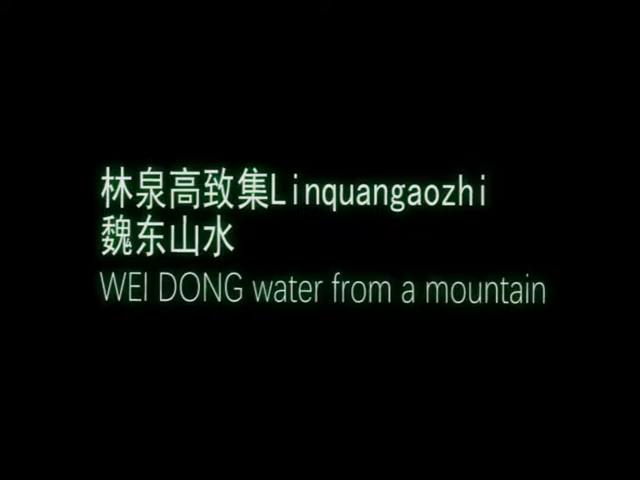 林泉高致集Linquangaozhi
魏东山水
WEI DONG water from a mountain